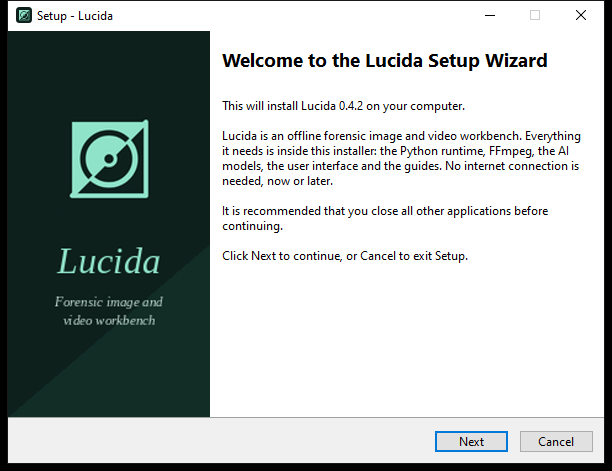 Setup - Lucida
Welcome to the Lucida Setup Wizard
This will install Lucida 0.4.2 on your computer.
Lucida is an offline forensic image and video workbench. Everything
it needs is inside this installer: the Python runtime, FFmpeg, the AI
models, the user interface and the guides. No internet connection is
needed, now or later.
It is recommended that you close all other applications before
continuing.
Click Next to continue, or Cancel to exit Setup.
Lucida
Forensic image and
video workbench
Next
Cancel